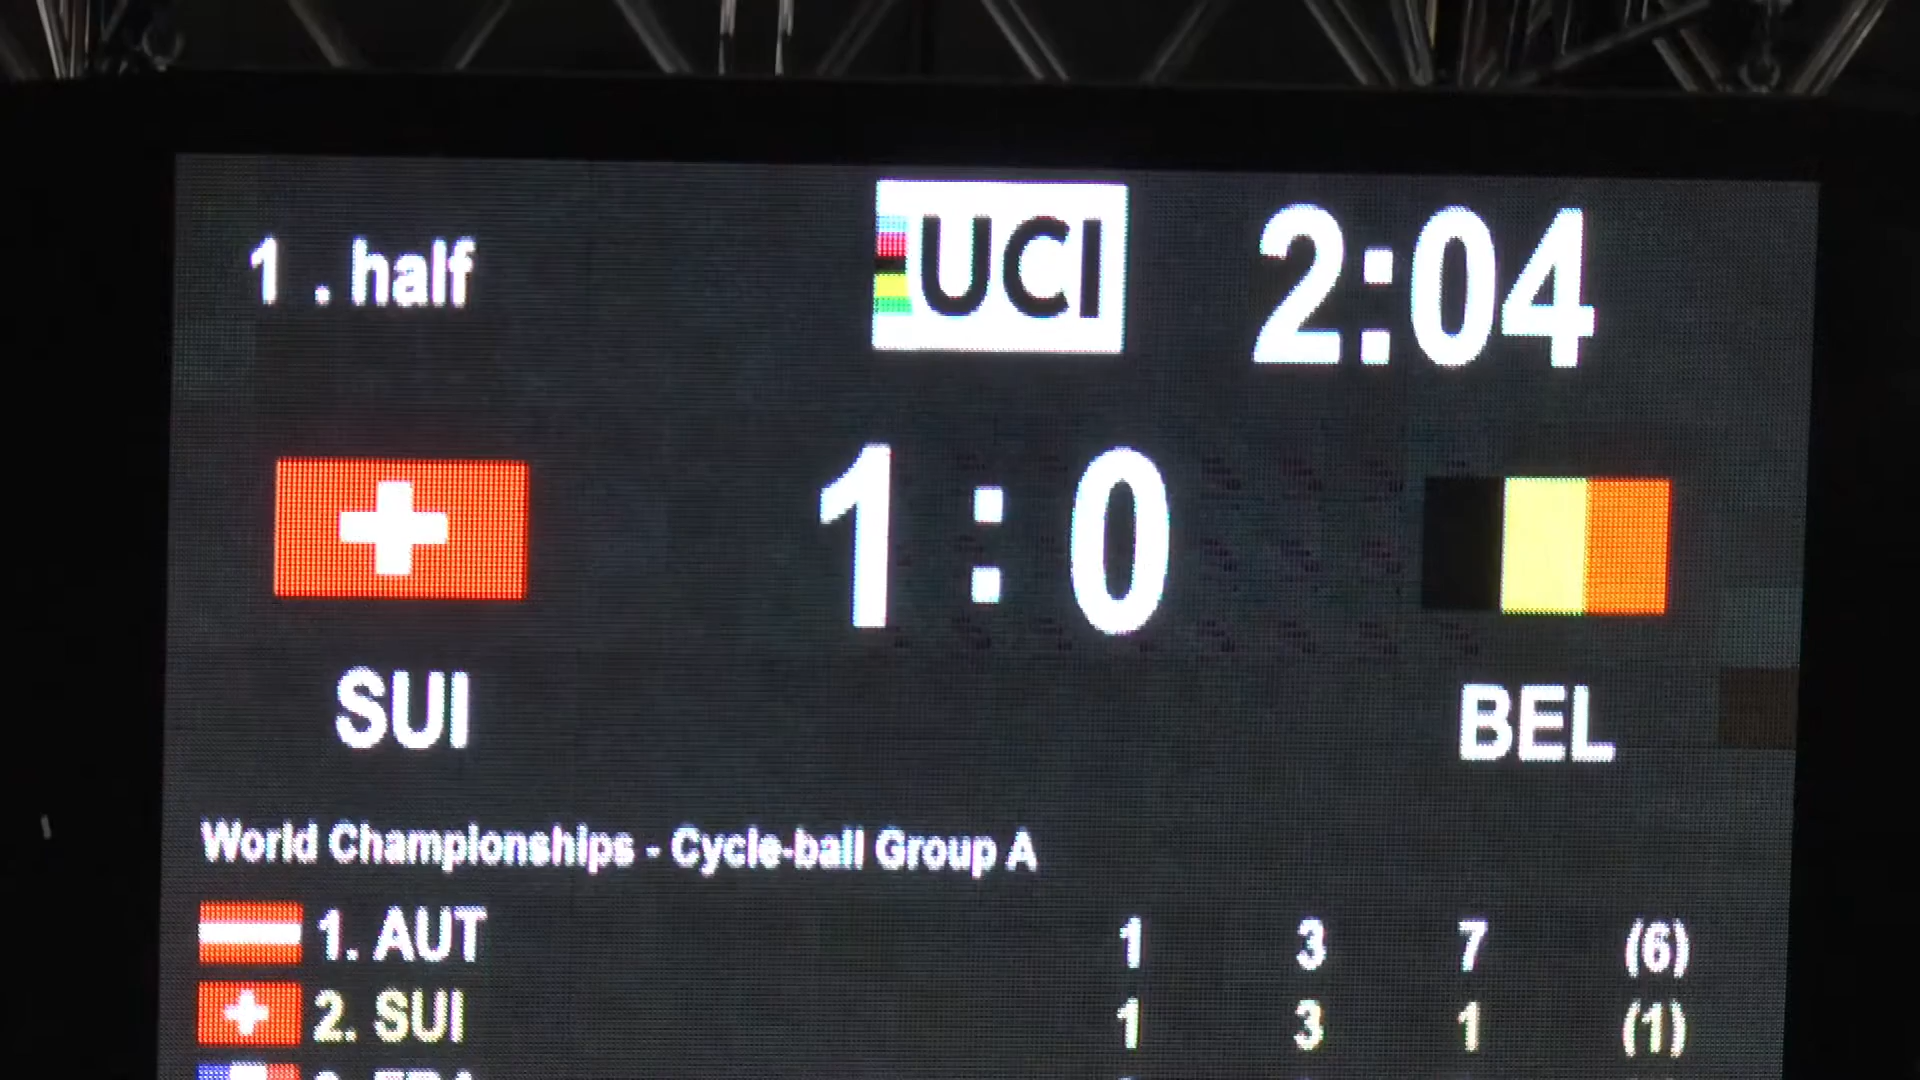 1 . half UCI 2:04
1 : 0
SUI BEL
World Championships - Cycle-ball Group A
1. AUT 1 3 7 (6)
2. SUI 1 3 1 (1)